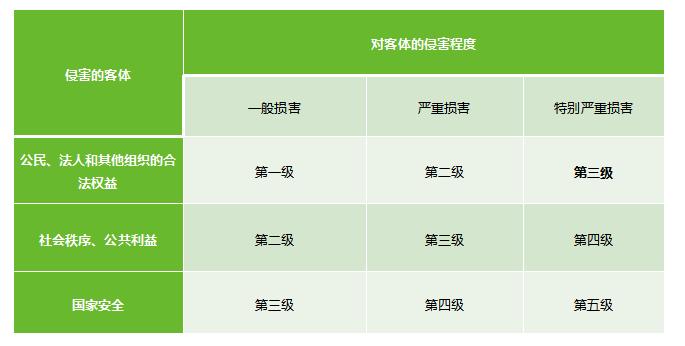 侵害的客体
对客体的侵害程度
一般损害
严重损害
特别严重损害
公民、法人和其他组织的合
法权益
第一级
第二级
第三级
社会秩序、公共利益
第二级
第三级
第四级
国家安全
第三级
第四级
第五级